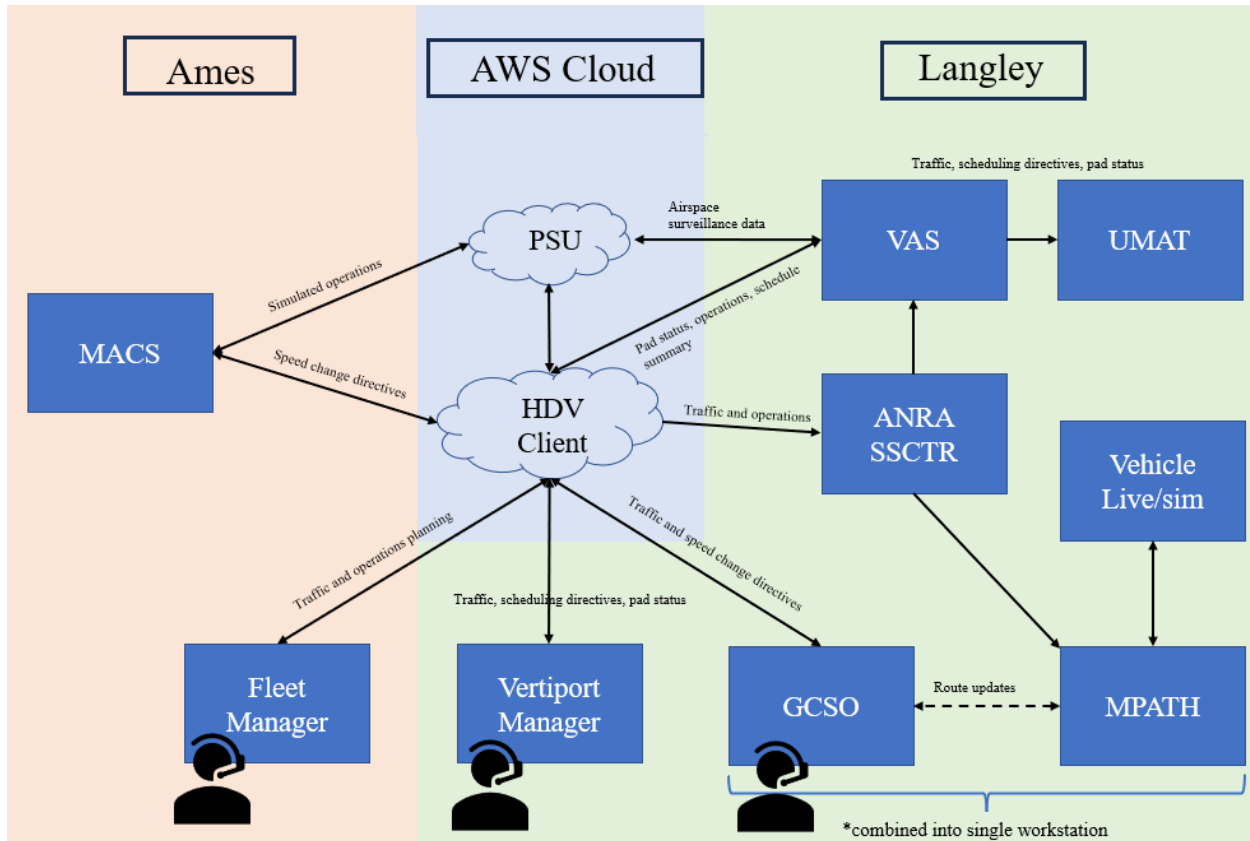 Ames
AWS Cloud
Langley
Traffic, scheduling directives, pad status
Airspace
surveillance data
PSU
VAS
UMAT
Simulated operations
Pad status, operations, schedule
summary
MACS
Speed change directives
HDV
Client
Traffic and operations
ANRA
SSCTR
Vehicle
Live/sim
Traffic and operations planning
Traffic and speed change directives
Traffic, scheduling directives, pad status
Fleet
Manager
Vertiport
Manager
GCSO
Route updates
MPATH
*combined into single workstation